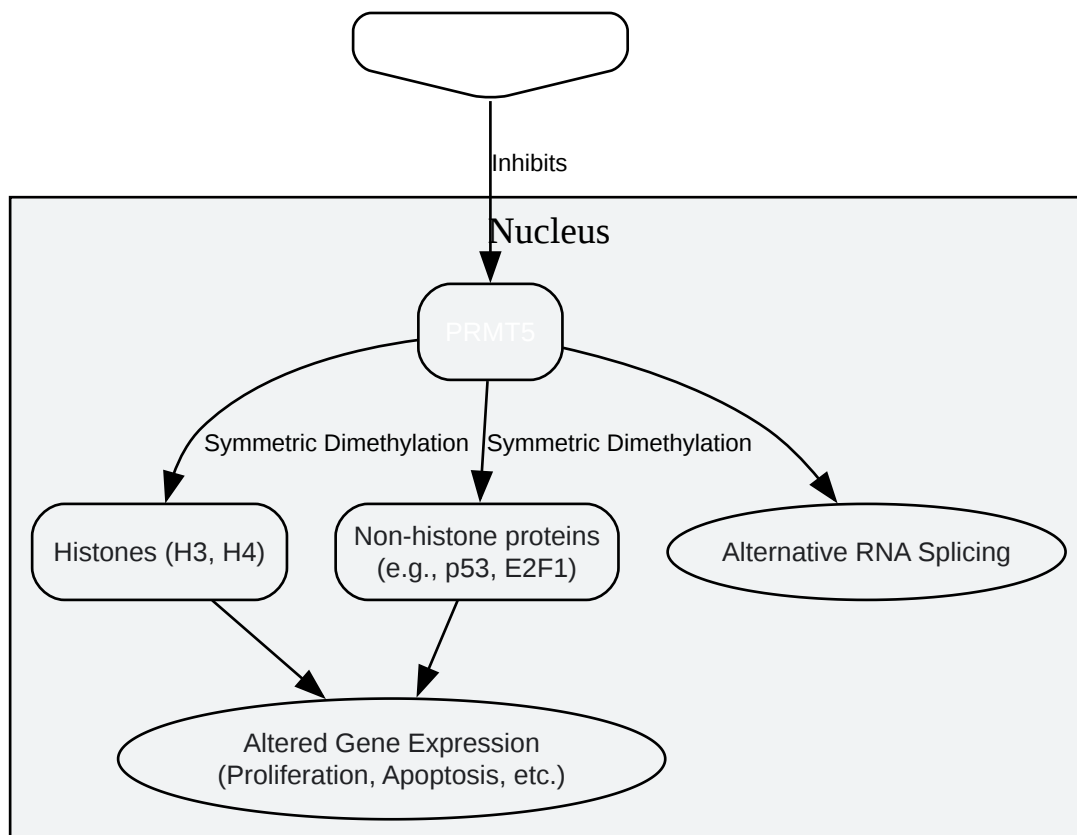 Inhibits
Nucleus
PRMT5
Symmetric Dimethylation
Symmetric Dimethylation
Histones (H3, H4)
Non-histone proteins
(e.g., p53, E2F1)
Alternative RNA Splicing
Altered Gene Expression
(Proliferation, Apoptosis, etc.)